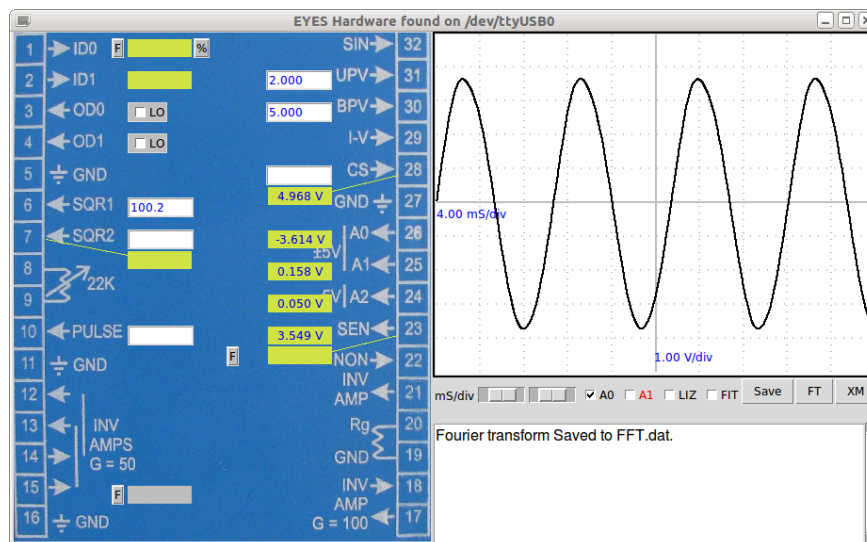 EYES Hardware found on /dev/ttyUSB0
1 ID0 F % SIN 32
2 ID1 2.000 UPV 31
3 OD0 LO 5.000 BPV 30
4 OD1 LO I-V 29
5 GND CS 28
4.968 V
6 SQR1 100.2 GND 27
7 SQR2 -3.614 V A0 26
±5V
8 0.158 V A1 25
22K
9 0.050 V 5V A2 24
10 PULSE 3.549 V SEN 23
11 GND F NON 22
12 INV
AMP 21
13 INV Rg 20
AMPS
14 G = 50 GND 19
15 F INV 18
AMP
16 GND G = 100 17
4.00 mS/div
1.00 V/div
mS/div A0 A1 LIZ FIT Save FT XM
Fourier transform Saved to FFT.dat.